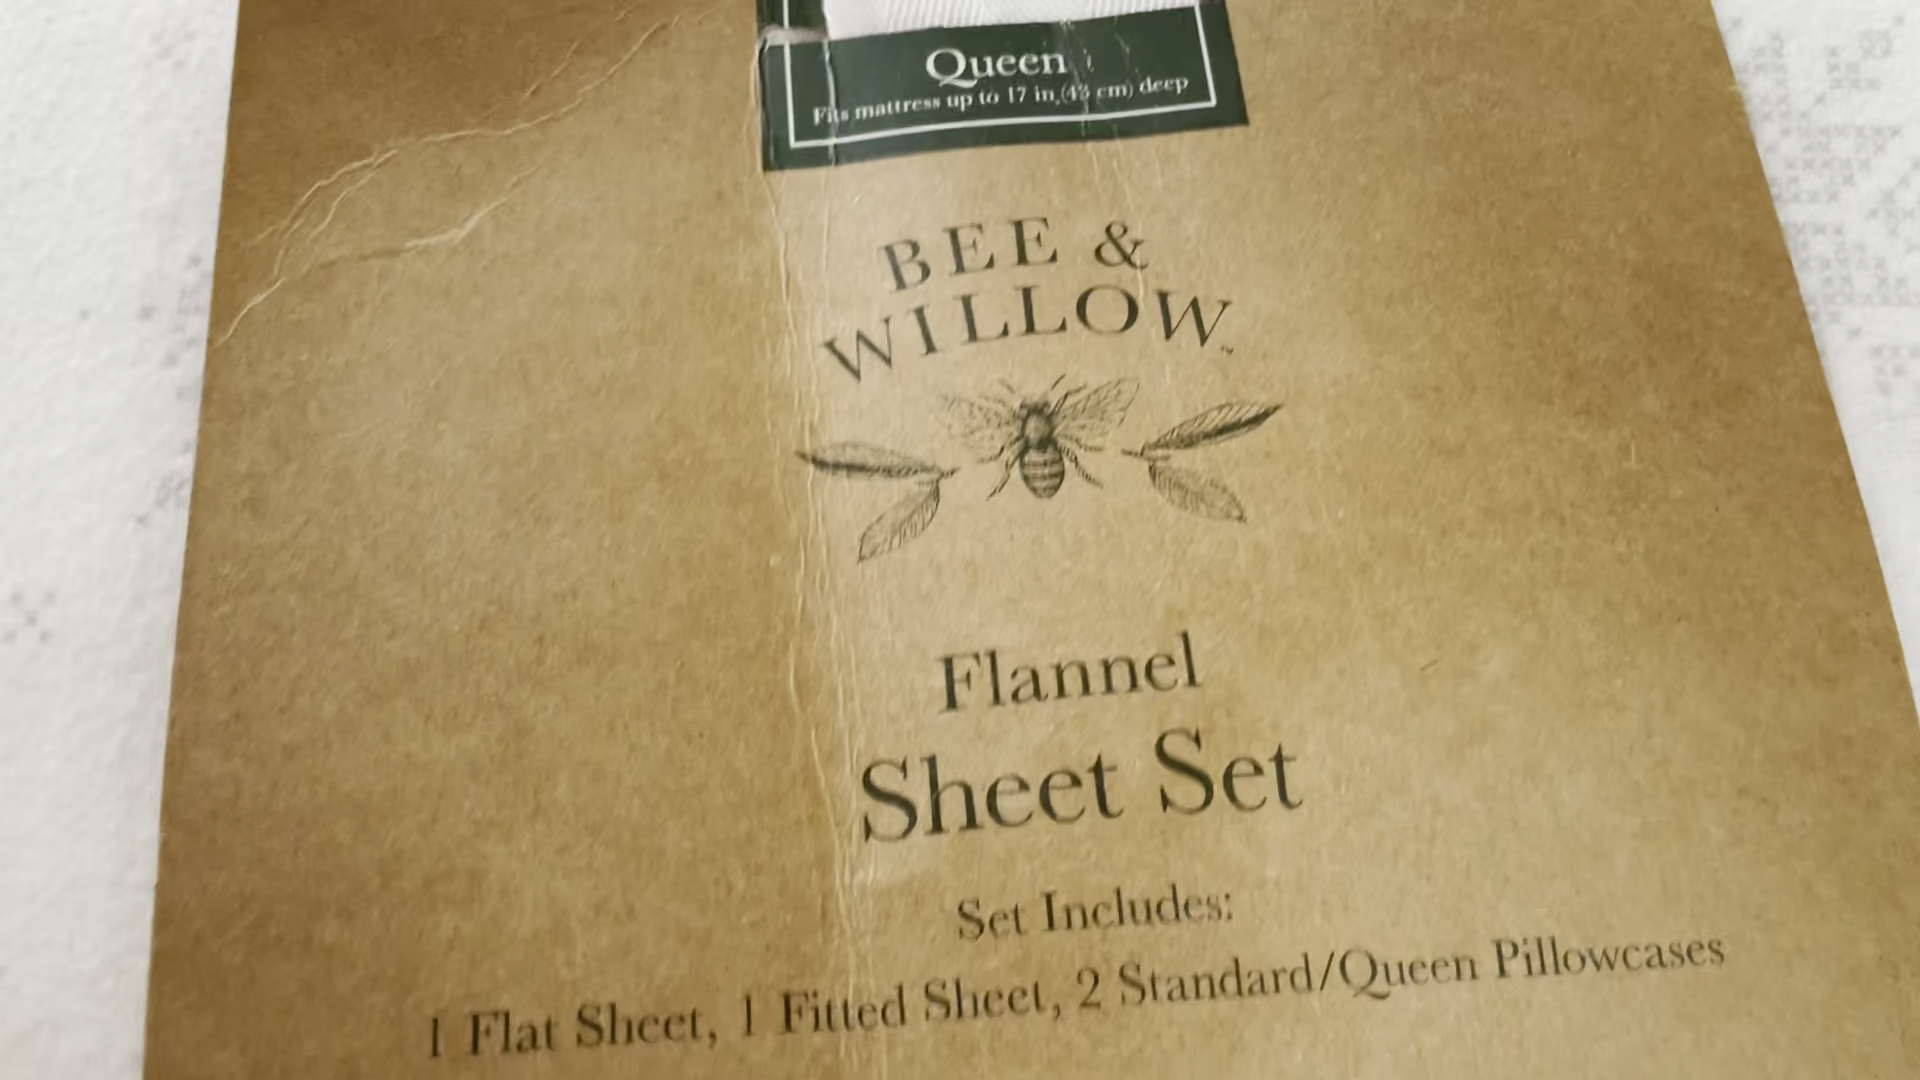 Queen
Fits mattress up to 17 in.(43 cm) deep
BEE &
WILLOW™
Flannel
Sheet Set
Set Includes:
1 Flat Sheet, 1 Fitted Sheet, 2 Standard/Queen Pillowcases